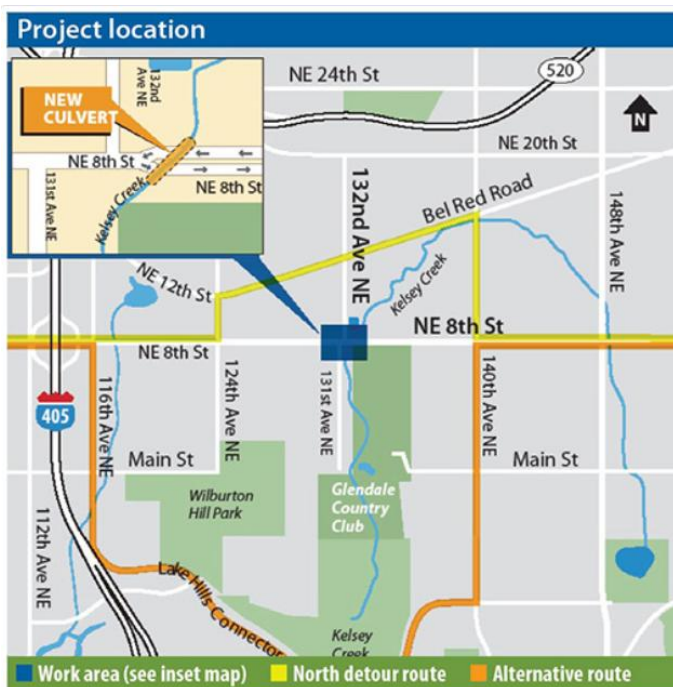 Project location
132nd
Ave NE
NEW
CULVERT
NE 8th St
NE 8th St
131st Ave NE
Kelsey Creek
NE 24th St
520
N
NE 20th St
132nd Ave NE
Bel Red Road
148th Ave NE
NE 12th St
Kelsey Creek
NE 8th St
NE 8th St
405
116th Ave NE
124th Ave NE
131st Ave NE
140th Ave NE
Main St
Main St
112th Ave NE
Wilburton
Hill Park
Glendale
Country
Club
Lake Hills Connector
Kelsey
Creek
Work area (see inset map)
North detour route
Alternative route